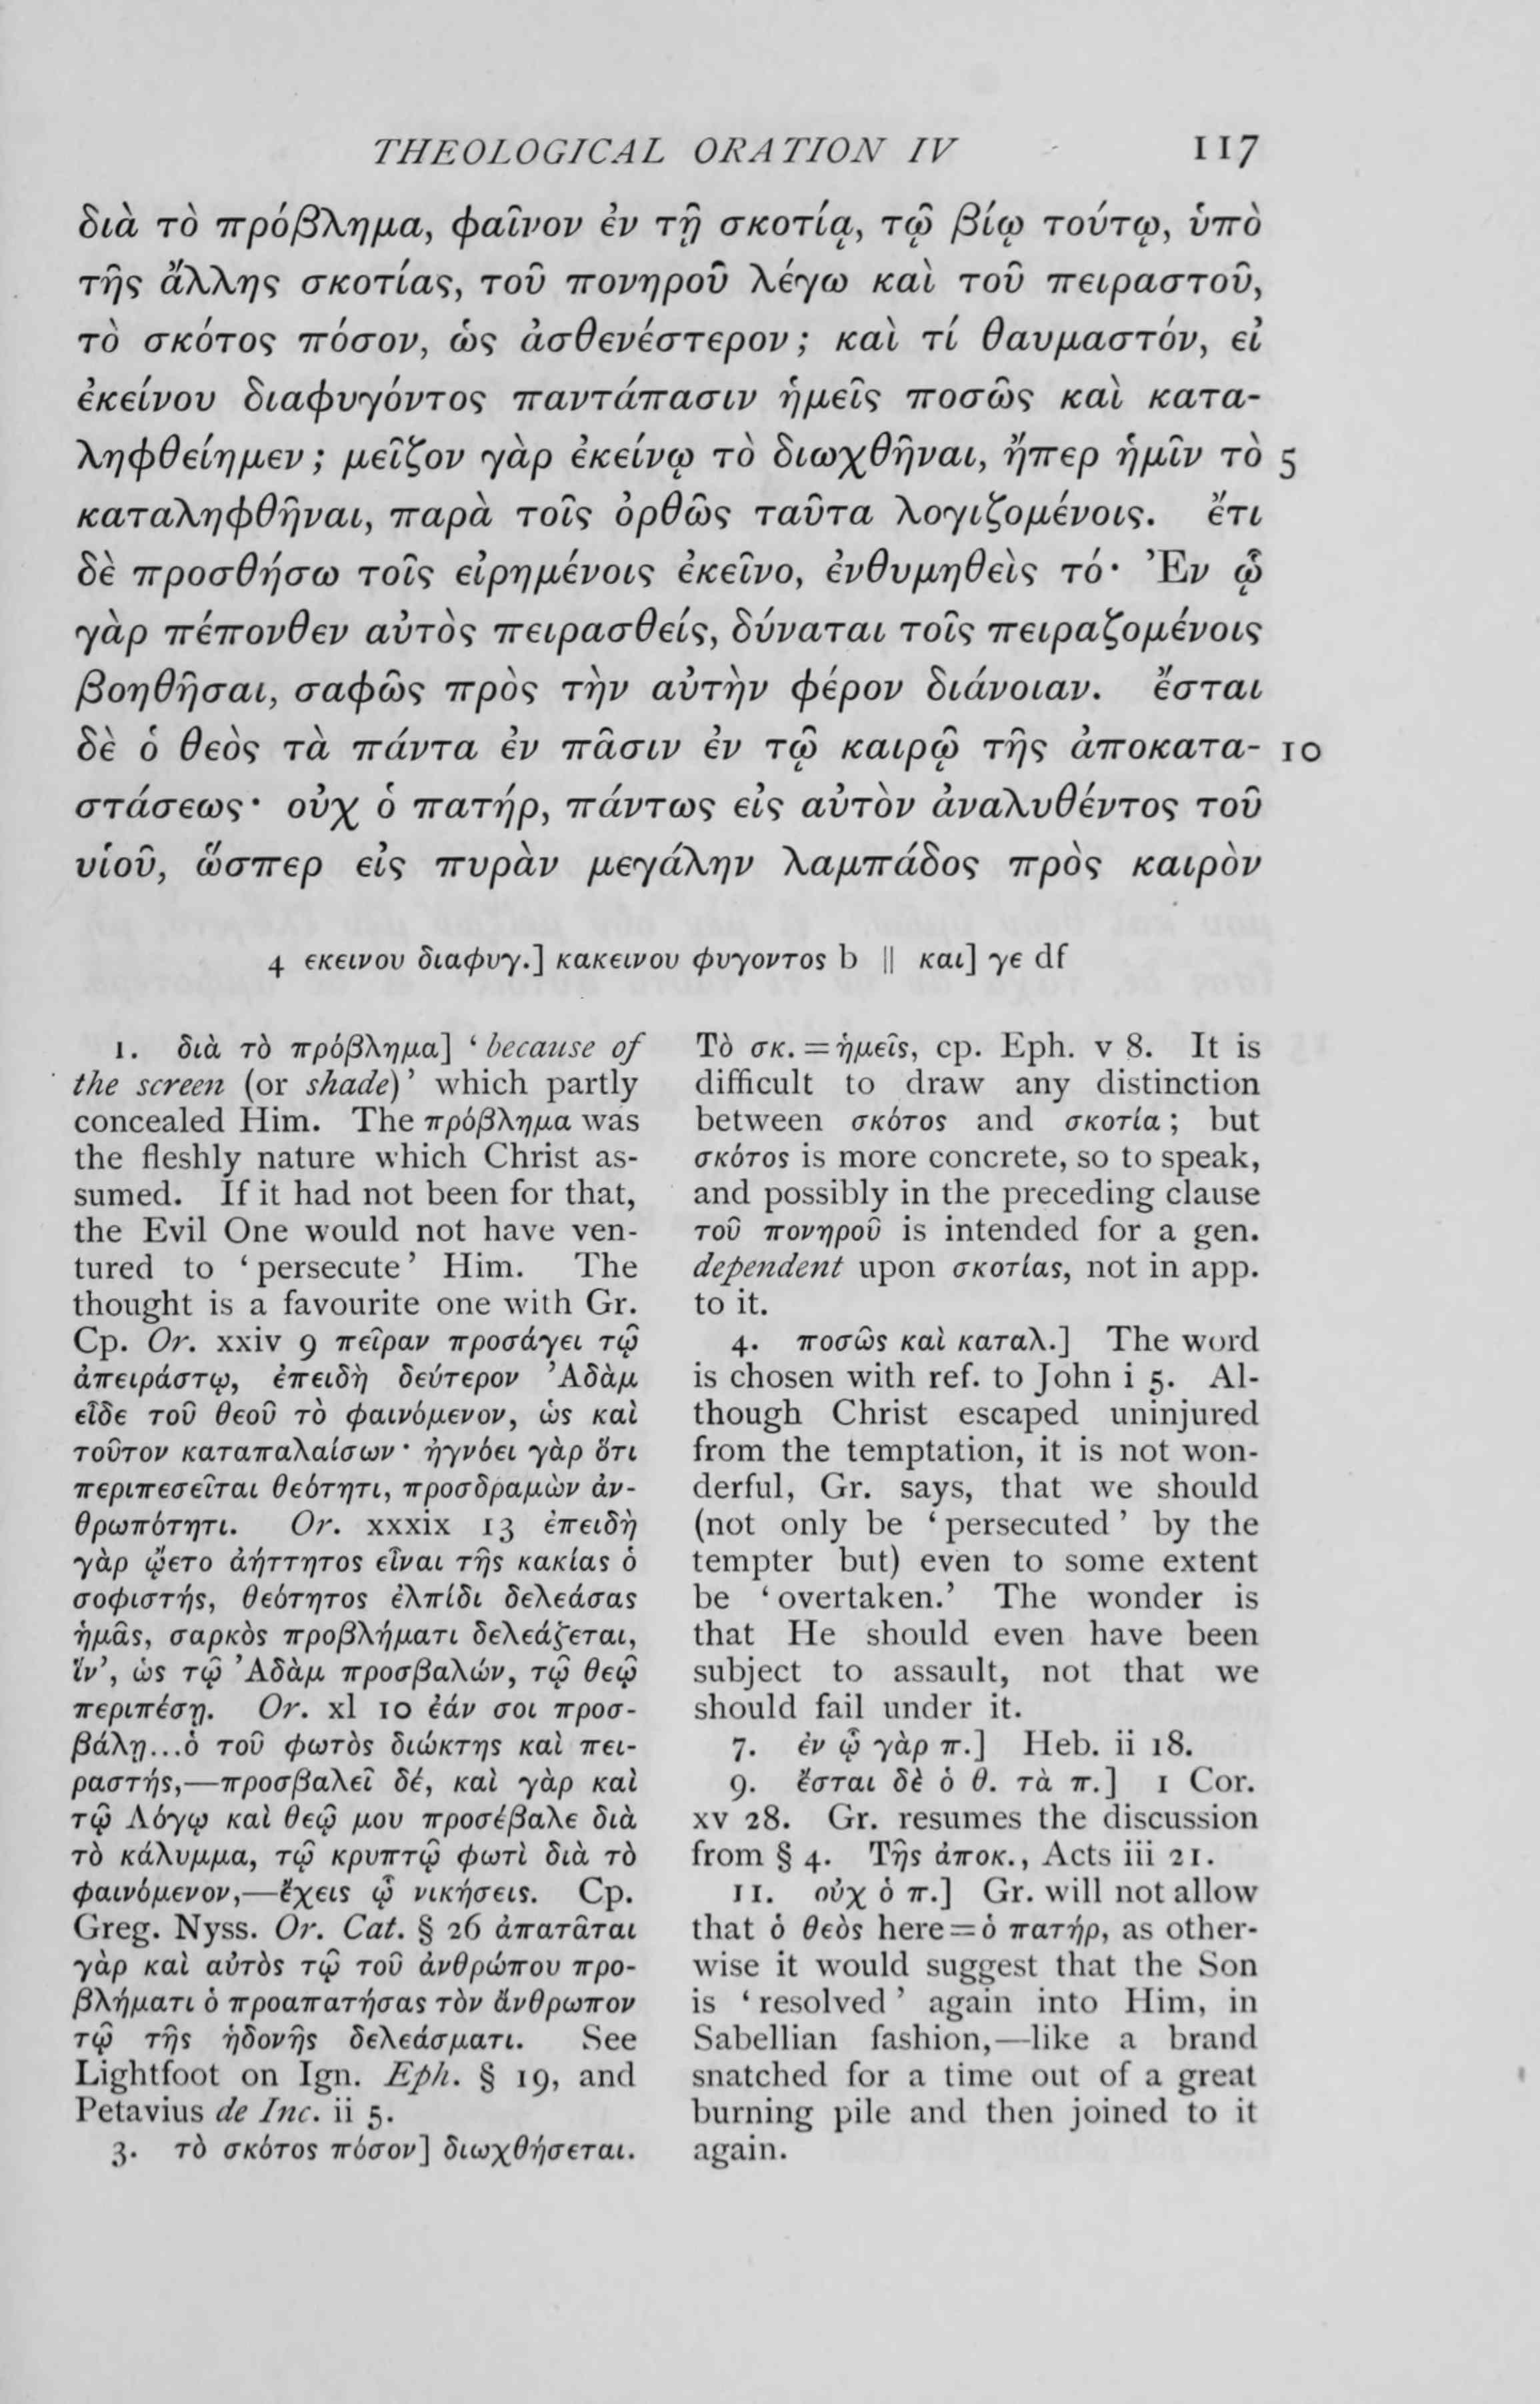 THEOLOGICAL ORATION IV 117
διὰ τὸ πρόβλημα, φαῖνον ἐν τῇ σκοτίᾳ, τῷ βίῳ τούτῳ, ὑπὸ
τῆς ἄλλης σκοτίας, τοῦ πονηροῦ λέγω καὶ τοῦ πειραστοῦ,
τὸ σκότος πόσον, ὡς ἀσθενέστερον; καὶ τί θαυμαστόν, εἰ
ἐκείνου διαφυγόντος παντάπασιν ἡμεῖς ποσῶς καὶ κατα-
ληφθείημεν; μεῖζον γὰρ ἐκείνῳ τὸ διωχθῆναι, ἤπερ ἡμῖν τὸ 5
καταληφθῆναι, παρὰ τοῖς ὀρθῶς ταῦτα λογιζομένοις. ἔτι
δὲ προσθήσω τοῖς εἰρημένοις ἐκεῖνο, ἐνθυμηθεὶς τό· Ἐν ᾧ
γὰρ πέπονθεν αὐτὸς πειρασθείς, δύναται τοῖς πειραζομένοις
βοηθῆσαι, σαφῶς πρὸς τὴν αὐτὴν φέρον διάνοιαν. ἔσται
δὲ ὁ θεὸς τὰ πάντα ἐν πᾶσιν ἐν τῷ καιρῷ τῆς ἀποκατα- 10
στάσεως· οὐχ ὁ πατήρ, πάντως εἰς αὐτὸν ἀναλυθέντος τοῦ
υἱοῦ, ὥσπερ εἰς πυρὰν μεγάλην λαμπάδος πρὸς καιρὸν
4 εκεινου διαφυγ.] κακεινου φυγοντος b || και] γε df
1. διὰ τὸ πρόβλημα] ‘because of
the screen (or shade)’ which partly
concealed Him. The πρόβλημα was
the fleshly nature which Christ as-
sumed. If it had not been for that,
the Evil One would not have ven-
tured to ‘persecute’ Him. The
thought is a favourite one with Gr.
Cp. Or. xxiv 9 πεῖραν προσάγει τῷ
ἀπειράστῳ, ἐπειδὴ δεύτερον Ἀδὰμ
εἶδε τοῦ θεοῦ τὸ φαινόμενον, ὡς καὶ
τοῦτον καταπαλαίσων· ἠγνόει γὰρ ὅτι
περιπεσεῖται θεότητι, προσδραμὼν ἀν-
θρωπότητι. Or. xxxix 13 ἐπειδὴ
γὰρ ᾤετο ἀήττητος εἶναι τῆς κακίας ὁ
σοφιστής, θεότητος ἐλπίδι δελεάσας
ἡμᾶς, σαρκὸς προβλήματι δελεάζεται,
ἵν’, ὡς τῷ Ἀδὰμ προσβαλών, τῷ θεῷ
περιπέσῃ. Or. xl 10 ἐάν σοι προσ-
βάλῃ...ὁ τοῦ φωτὸς διώκτης καὶ πει-
ραστής,—προσβαλεῖ δέ, καὶ γὰρ καὶ
τῷ Λόγῳ καὶ θεῷ μου προσέβαλε διὰ
τὸ κάλυμμα, τῷ κρυπτῷ φωτὶ διὰ τὸ
φαινόμενον,—ἔχεις ᾧ νικήσεις. Cp.
Greg. Nyss. Or. Cat. § 26 ἀπατᾶται
γὰρ καὶ αὐτὸς τῷ τοῦ ἀνθρώπου προ-
βλήματι ὁ προαπατήσας τὸν ἄνθρωπον
τῷ τῆς ἡδονῆς δελεάσματι. See
Lightfoot on Ign. Eph. § 19, and
Petavius de Inc. ii 5.
3. τὸ σκότος πόσον] διωχθήσεται.
Τὸ σκ. = ἡμεῖς, cp. Eph. v 8. It is
difficult to draw any distinction
between σκότος and σκοτία; but
σκότος is more concrete, so to speak,
and possibly in the preceding clause
τοῦ πονηροῦ is intended for a gen.
dependent upon σκοτίας, not in app.
to it.
4. ποσῶς καὶ καταλ.] The word
is chosen with ref. to John i 5. Al-
though Christ escaped uninjured
from the temptation, it is not won-
derful, Gr. says, that we should
(not only be ‘persecuted’ by the
tempter but) even to some extent
be ‘overtaken.’ The wonder is
that He should even have been
subject to assault, not that we
should fail under it.
7. ἐν ᾧ γὰρ π.] Heb. ii 18.
9. ἔσται δὲ ὁ θ. τὰ π.] 1 Cor.
xv 28. Gr. resumes the discussion
from § 4. Τῆς ἀποκ., Acts iii 21.
11. οὐχ ὁ π.] Gr. will not allow
that ὁ θεὸς here = ὁ πατήρ, as other-
wise it would suggest that the Son
is ‘resolved’ again into Him, in
Sabellian fashion,—like a brand
snatched for a time out of a great
burning pile and then joined to it
again.